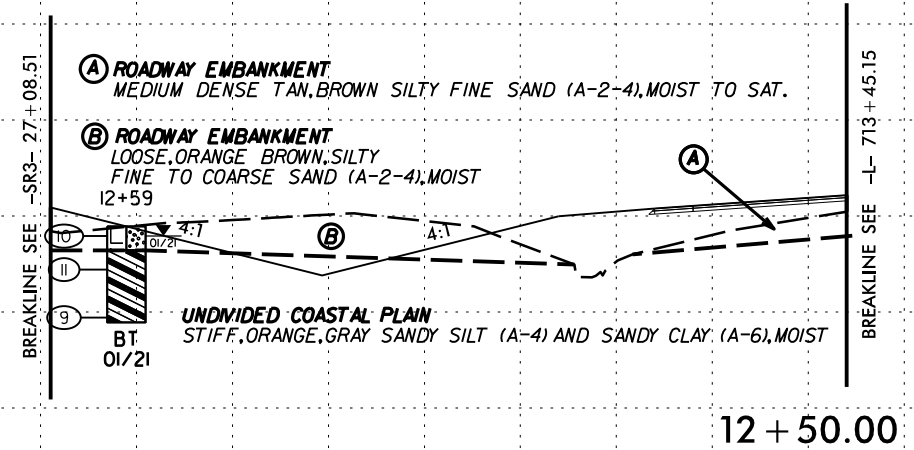 A ROADWAY EMBANKMENT
MEDIUM DENSE TAN, BROWN SILTY FINE SAND (A-2-4), MOIST TO SAT.
B ROADWAY EMBANKMENT
LOOSE, ORANGE BROWN, SILTY
FINE TO COARSE SAND (A-2-4), MOIST
BREAKLINE SEE -SR3- 27+08.51
BREAKLINE SEE -L- 713+45.15
A
12+59
10
L
01/21
4:1
B
4:1
11
9
UNDIVIDED COASTAL PLAIN
STIFF, ORANGE, GRAY SANDY SILT (A-4) AND SANDY CLAY (A-6), MOIST
BT
01/21
12+50.00